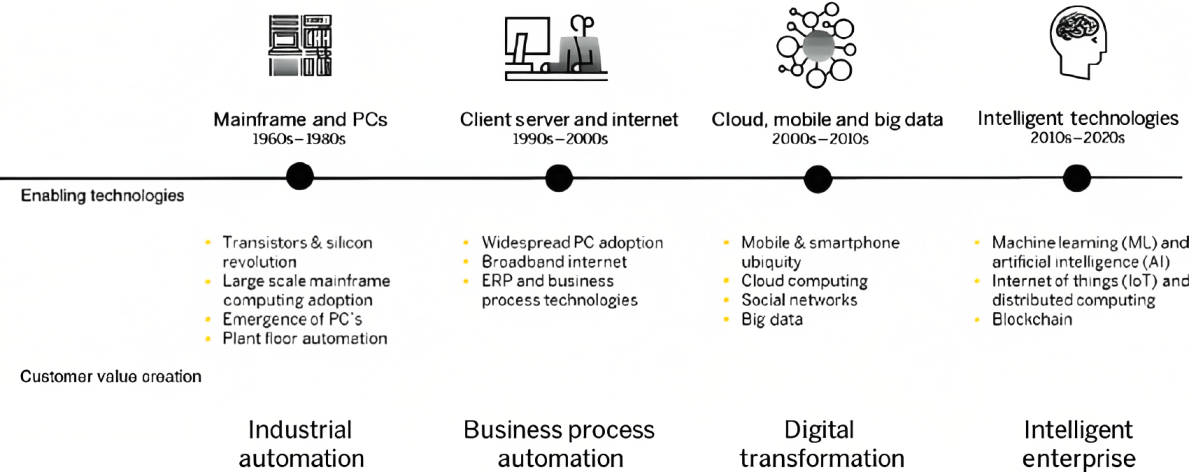 Mainframe and PCs
1960s–1980s
Client server and internet
1990s–2000s
Cloud, mobile and big data
2000s–2010s
Intelligent technologies
2010s–2020s
Enabling technologies
• Transistors & silicon
revolution
• Large scale mainframe
computing adoption
• Emergence of PC's
• Plant floor automation
• Widespread PC adoption
• Broadband internet
• ERP and business
process technologies
• Mobile & smartphone
ubiquity
• Cloud computing
• Social networks
• Big data
• Machine learning (ML) and
artificial intelligence (AI)
• Internet of things (IoT) and
distributed computing
• Blockchain
Customer value creation
Industrial
automation
Business process
automation
Digital
transformation
Intelligent
enterprise